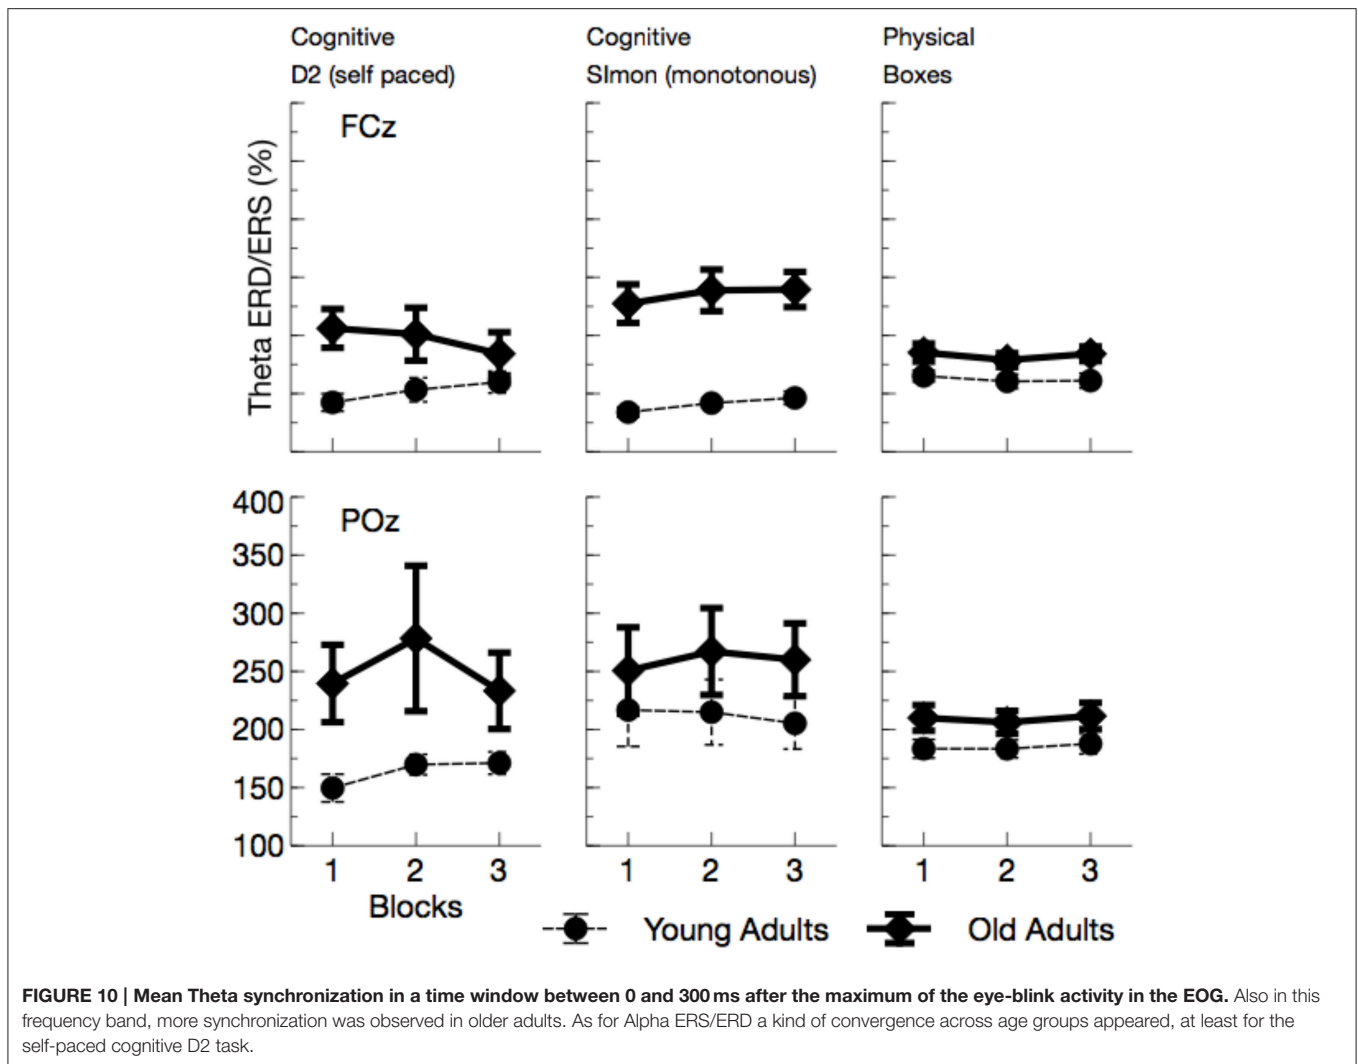 Cognitive
D2 (self paced)
Cognitive
SImon (monotonous)
Physical
Boxes
FCz
Theta ERD/ERS (%)
POz
400
350
300
250
200
150
100
1 2 3
1 2 3
1 2 3
Blocks
Young Adults
Old Adults
FIGURE 10 | Mean Theta synchronization in a time window between 0 and 300 ms after the maximum of the eye-blink activity in the EOG. Also in this
frequency band, more synchronization was observed in older adults. As for Alpha ERS/ERD a kind of convergence across age groups appeared, at least for the
self-paced cognitive D2 task.